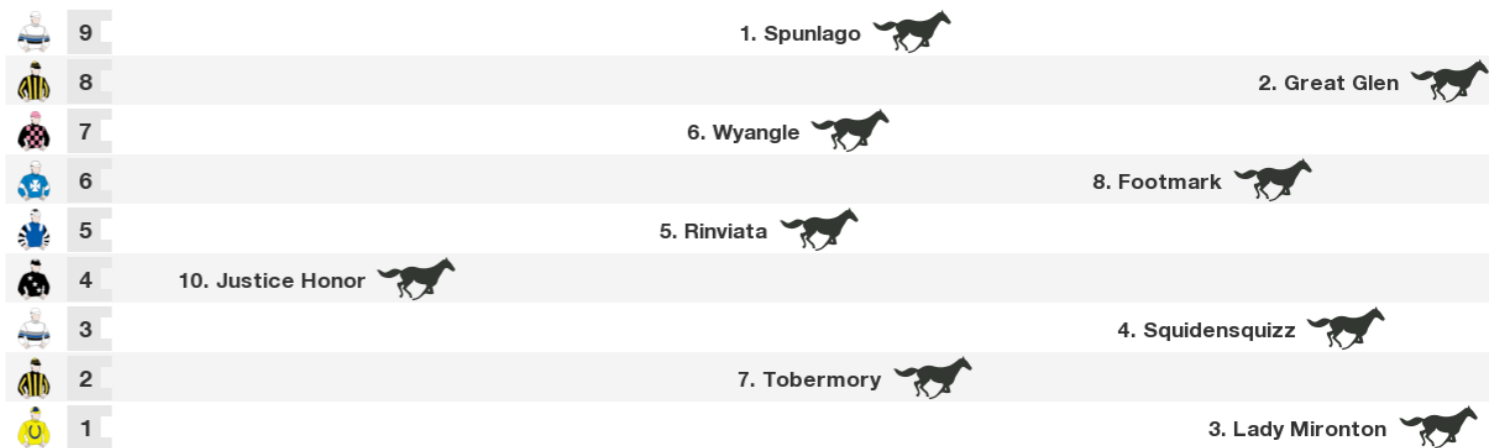 9 1. Spunlago
8 2. Great Glen
7 6. Wyangle
6 8. Footmark
5 5. Rinviata
4 10. Justice Honor
3 4. Squidensquizz
2 7. Tobermory
1 3. Lady Mironton